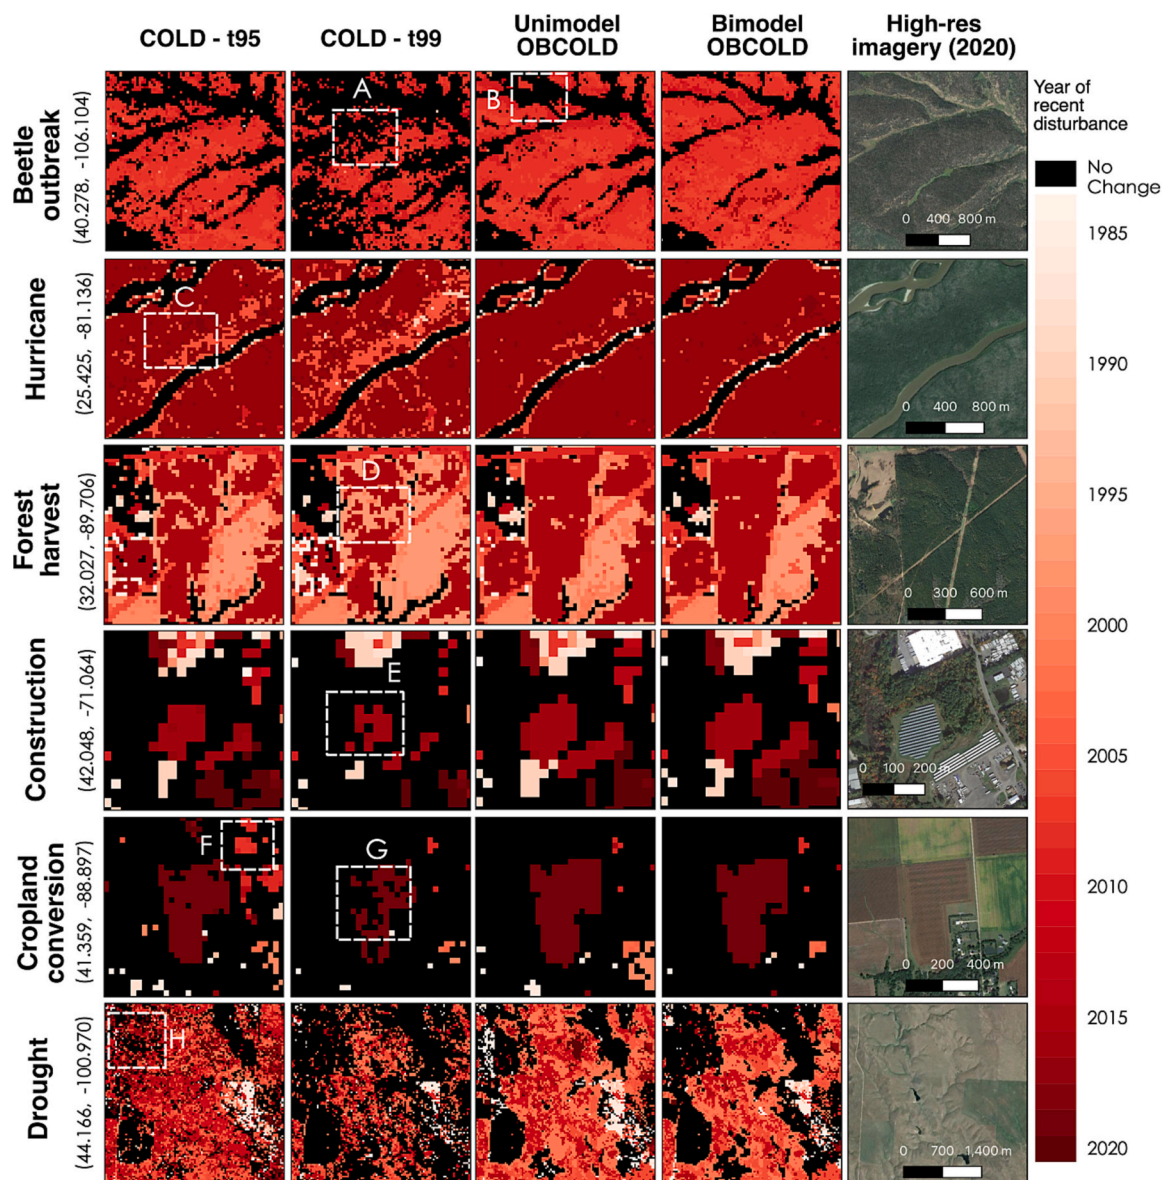 COLD - t95
COLD - t99
Unimodel
OBCOLD
Bimodel
OBCOLD
High-res
imagery (2020)
Year of
recent
disturbance
No
Change
1985
1990
1995
2000
2005
2010
2015
2020
Beetle
outbreak
(40.278, -106.104)
A
B
0 400 800 m
Hurricane
(25.425, -81.136)
C
0 400 800 m
Forest
harvest
(32.027, -89.706)
D
0 300 600 m
Construction
(42.048, -71.064)
E
0 100 200 m
Cropland
conversion
(41.359, -88.897)
F
G
0 200 400 m
Drought
(44.166, -100.970)
H
0 700 1,400 m